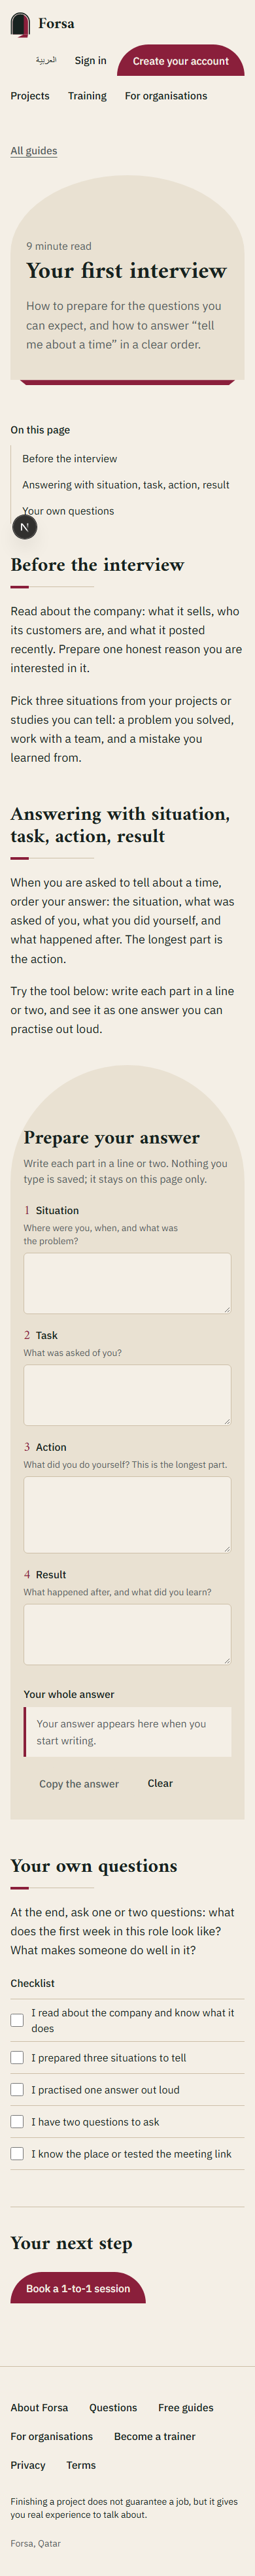 Forsa
العربية
Sign in
Create your account
Projects
Training
For organisations
All guides
9 minute read
Your first interview
How to prepare for the questions you
can expect, and how to answer “tell
me about a time” in a clear order.
On this page
Before the interview
Answering with situation, task, action, result
Your own questions
N
Before the interview
Read about the company: what it sells, who
its customers are, and what it posted
recently. Prepare one honest reason you are
interested in it.
Pick three situations from your projects or
studies you can tell: a problem you solved,
work with a team, and a mistake you
learned from.
Answering with situation,
task, action, result
When you are asked to tell about a time,
order your answer: the situation, what was
asked of you, what you did yourself, and
what happened after. The longest part is
the action.
Try the tool below: write each part in a line
or two, and see it as one answer you can
practise out loud.
Prepare your answer
Write each part in a line or two. Nothing you
type is saved; it stays on this page only.
1 Situation
Where were you, when, and what was
the problem?
2 Task
What was asked of you?
3 Action
What did you do yourself? This is the longest part.
4 Result
What happened after, and what did you learn?
Your whole answer
Your answer appears here when you
start writing.
Copy the answer
Clear
Your own questions
At the end, ask one or two questions: what
does the first week in this role look like?
What makes someone do well in it?
Checklist
I read about the company and know what it
does
I prepared three situations to tell
I practised one answer out loud
I have two questions to ask
I know the place or tested the meeting link
Your next step
Book a 1-to-1 session
About Forsa
Questions
Free guides
For organisations
Become a trainer
Privacy
Terms
Finishing a project does not guarantee a job, but it gives
you real experience to talk about.
Forsa, Qatar